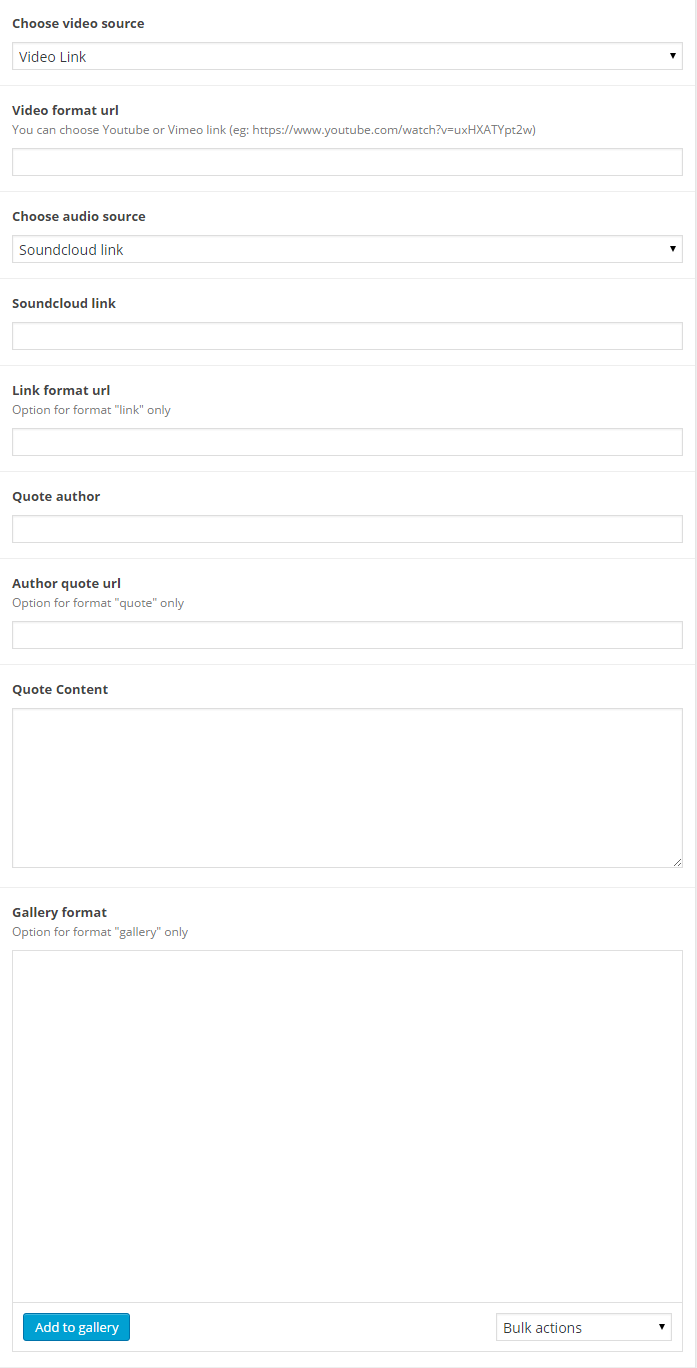 Choose video source
Video Link
Video format url
You can choose Youtube or Vimeo link (eg: https://www.youtube.com/watch?v=uxHXATYpt2w)
Choose audio source
Soundcloud link
Soundcloud link
Link format url
Option for format "link" only
Quote author
Author quote url
Option for format "quote" only
Quote Content
Gallery format
Option for format "gallery" only
Add to gallery
Bulk actions